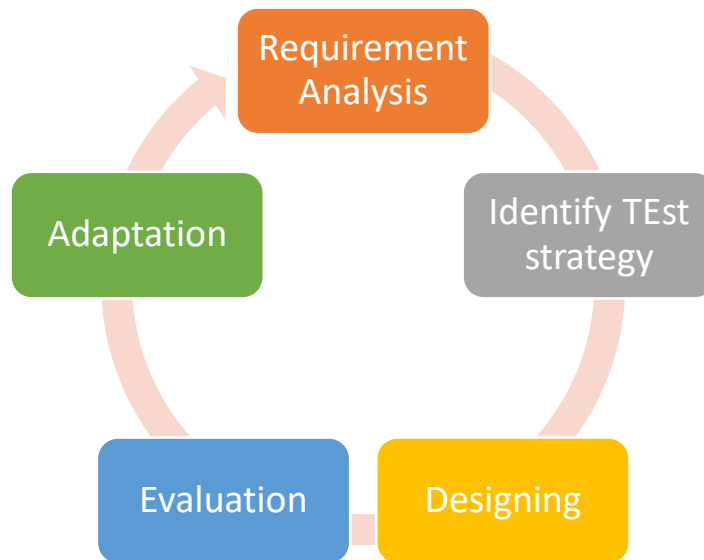 Requirement
Analysis
Identify TEst
strategy
Designing
Evaluation
Adaptation